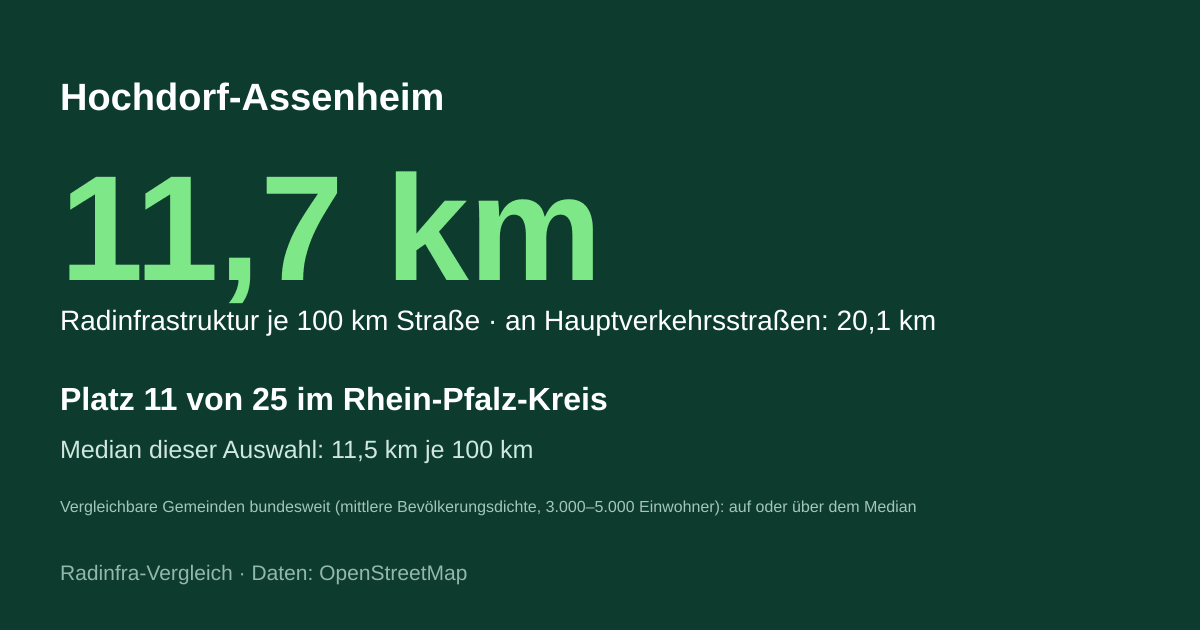 Hochdorf-Assenheim
11,7 km
Radinfrastruktur je 100 km Straße · an Hauptverkehrsstraßen: 20,1 km
Platz 11 von 25 im Rhein-Pfalz-Kreis
Median dieser Auswahl: 11,5 km je 100 km
Vergleichbare Gemeinden bundesweit (mittlere Bevölkerungsdichte, 3.000–5.000 Einwohner): auf oder über dem Median
Radinfra-Vergleich · Daten: OpenStreetMap